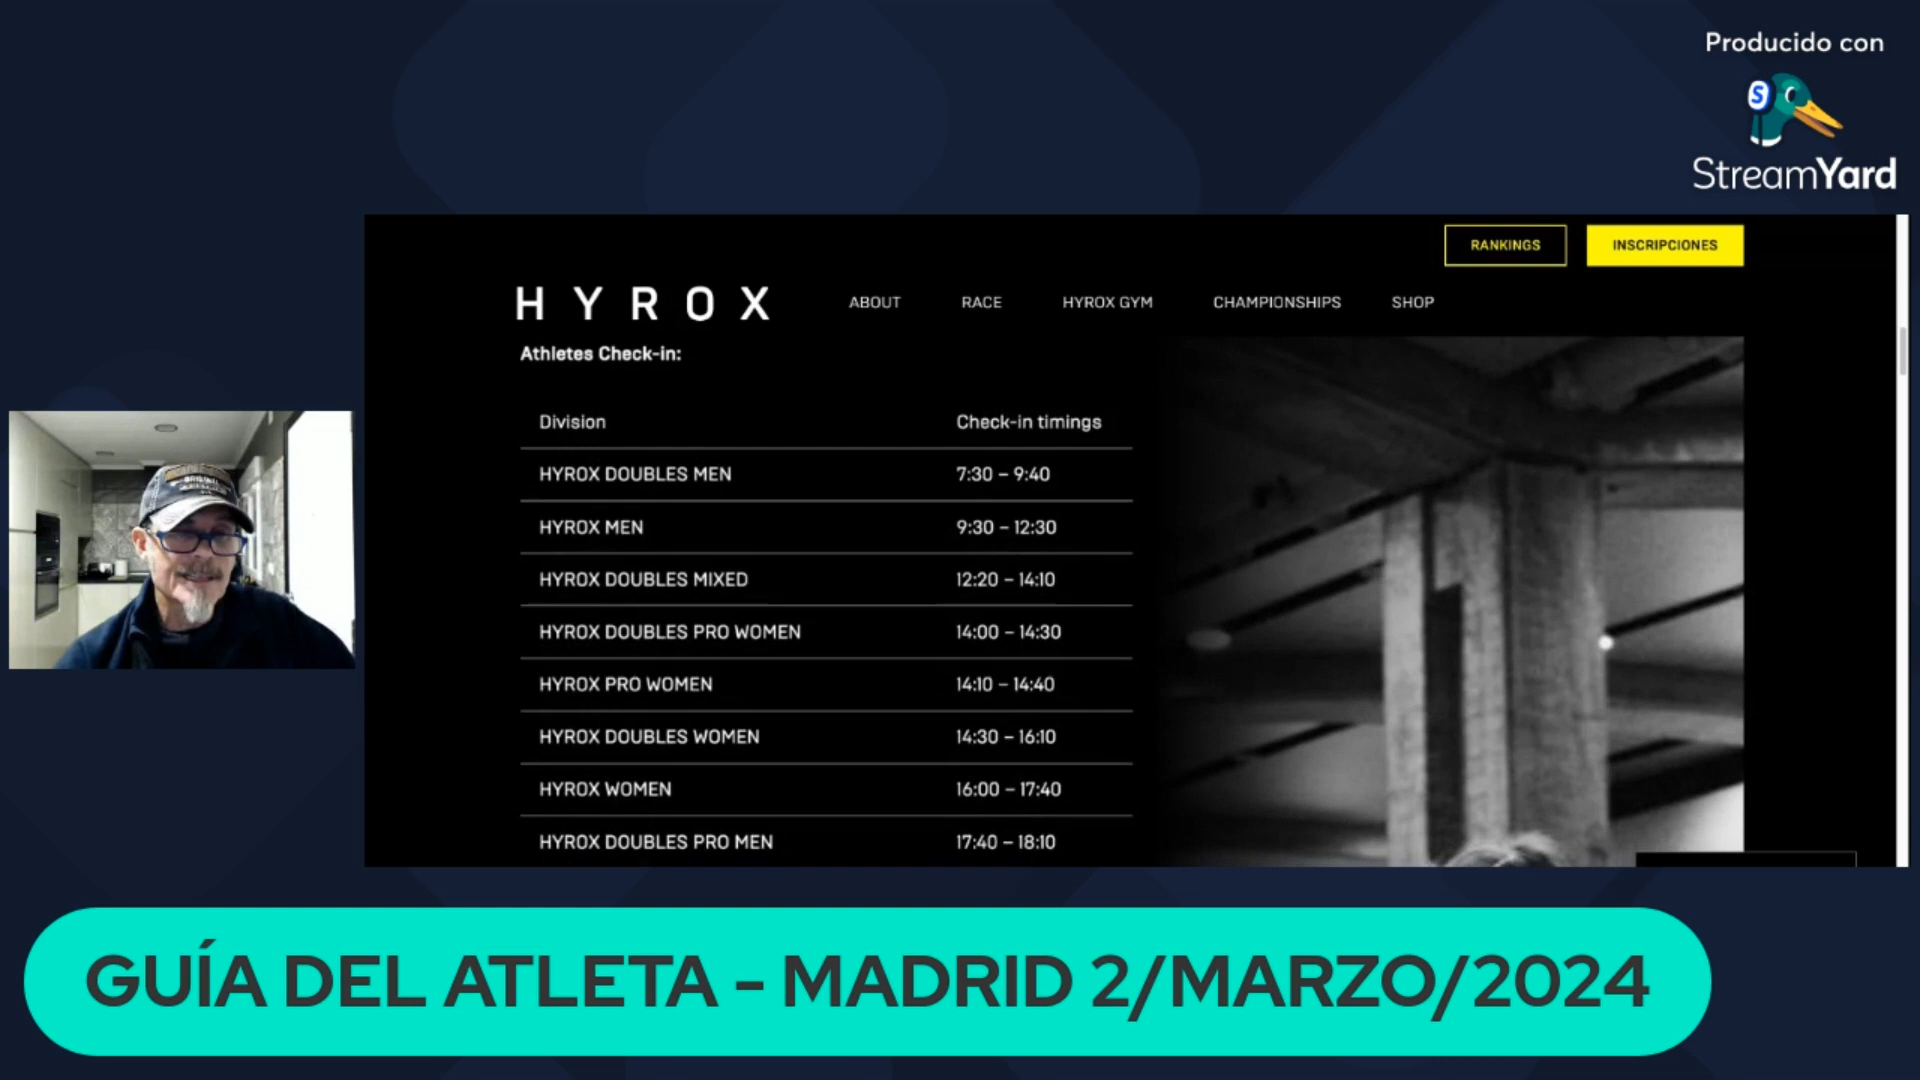 Producido con
StreamYard
RANKINGS
INSCRIPCIONES
HYROX
ABOUT
RACE
HYROX GYM
CHAMPIONSHIPS
SHOP
Athletes Check-in:
Division Check-in timings
HYROX DOUBLES MEN 7:30 – 9:40
HYROX MEN 9:30 – 12:30
HYROX DOUBLES MIXED 12:20 – 14:10
HYROX DOUBLES PRO WOMEN 14:00 – 14:30
HYROX PRO WOMEN 14:10 – 14:40
HYROX DOUBLES WOMEN 14:30 – 16:10
HYROX WOMEN 16:00 – 17:40
HYROX DOUBLES PRO MEN 17:40 – 18:10
GUÍA DEL ATLETA - MADRID 2/MARZO/2024